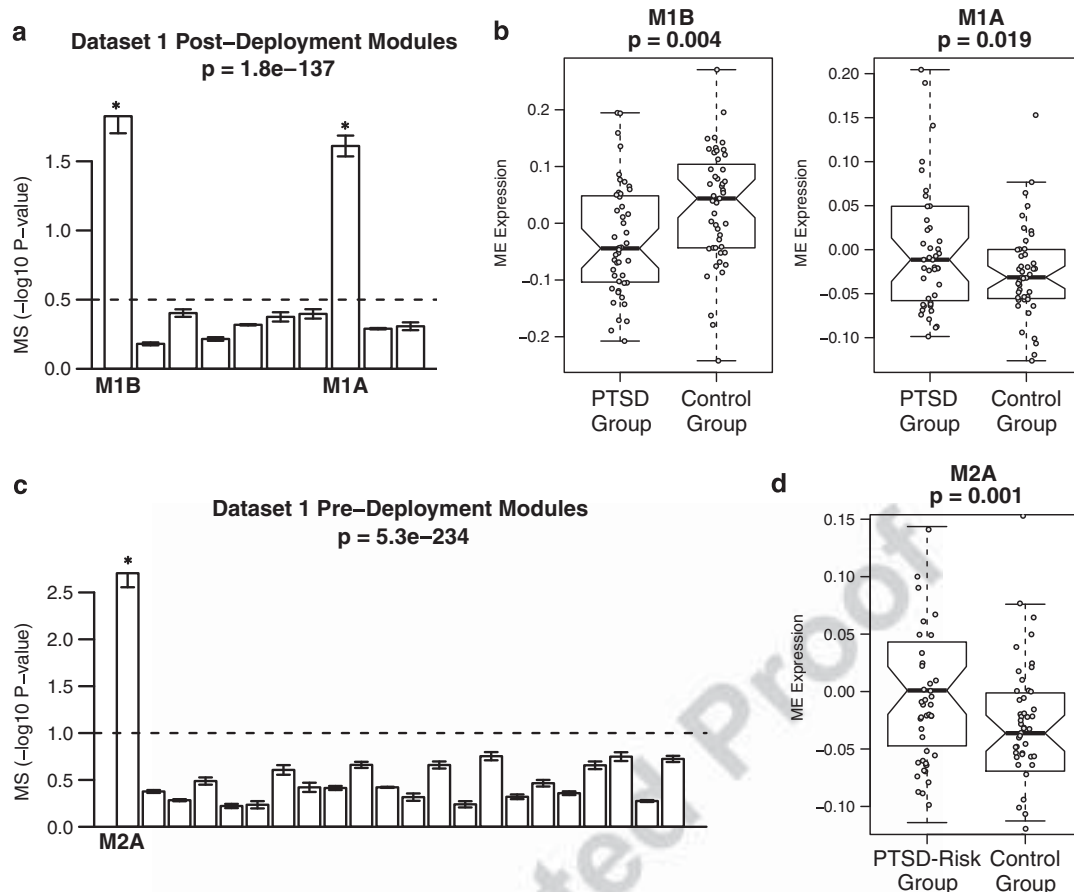 a
Dataset 1 Post–Deployment Modules
p = 1.8e–137
MS (–log10 P-value)
1.5
1.0
0.5
0.0
*
*
M1B
M1A
b
M1B
p = 0.004
ME Expression
0.2
0.1
0.0
−0.1
−0.2
PTSD
Group
Control
Group
M1A
p = 0.019
ME Expression
0.20
0.15
0.10
0.05
0.00
−0.05
−0.10
PTSD
Group
Control
Group
c
Dataset 1 Pre–Deployment Modules
p = 5.3e–234
MS (–log10 P-value)
2.5
2.0
1.5
1.0
0.5
0.0
*
M2A
d
M2A
p = 0.001
ME Expression
0.15
0.10
0.05
0.00
−0.05
−0.10
PTSD-Risk
Group
Control
Group
ted Proof